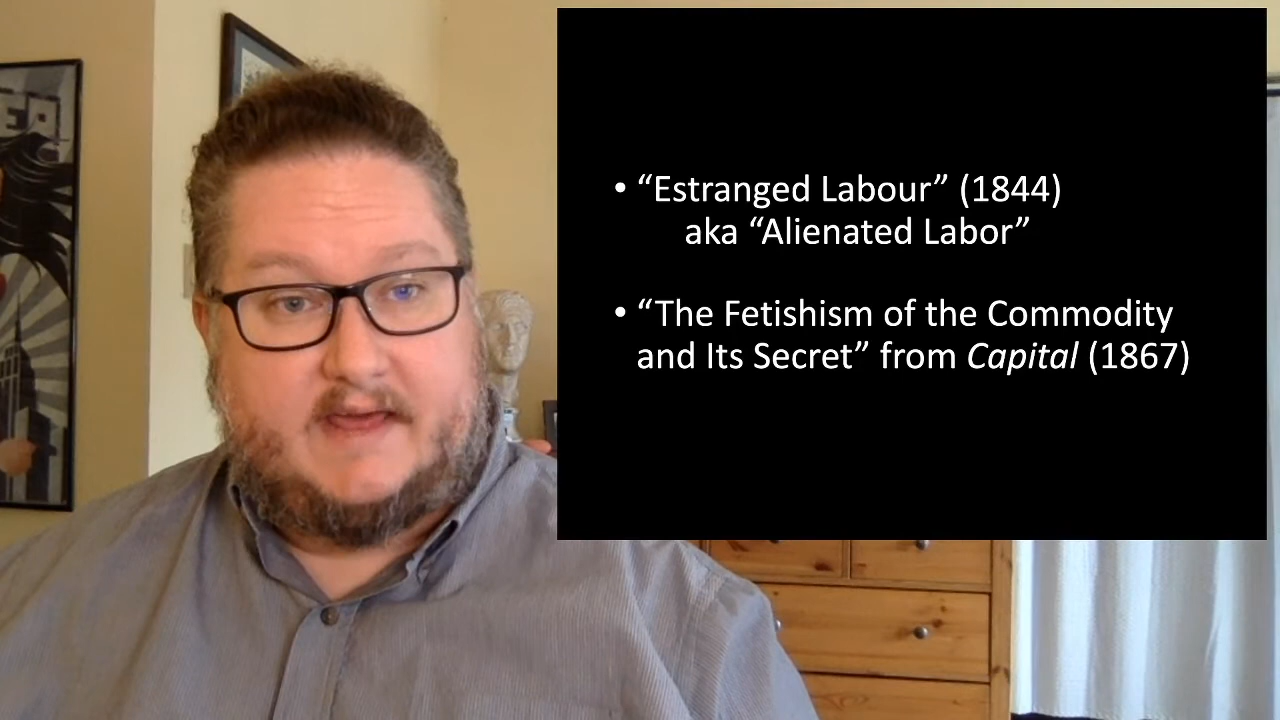 • “Estranged Labour” (1844)
aka “Alienated Labor”
• “The Fetishism of the Commodity
and Its Secret” from Capital (1867)